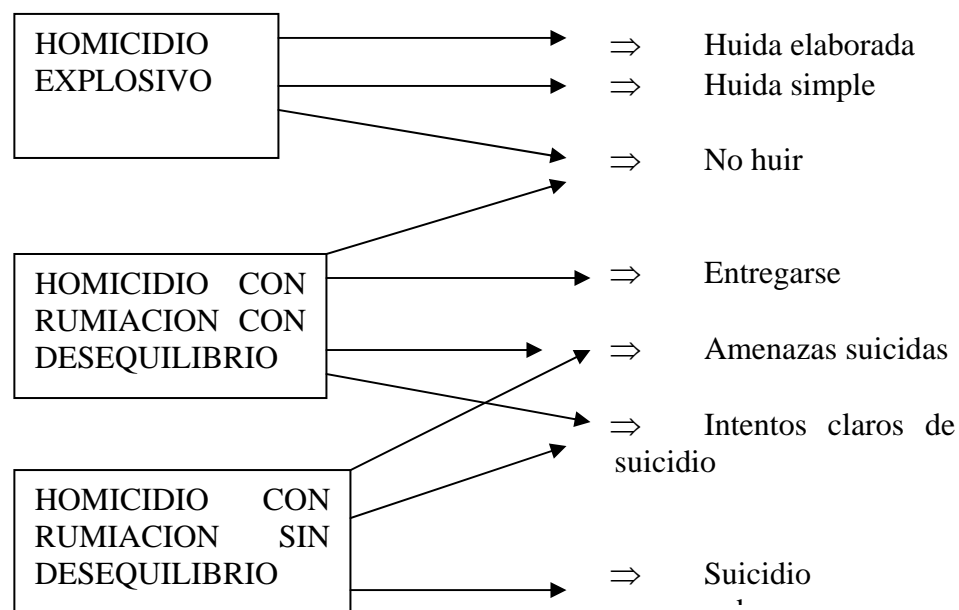 HOMICIDIO
EXPLOSIVO
⇒ Huida elaborada
⇒ Huida simple
⇒ No huir
HOMICIDIO CON
RUMIACION CON
DESEQUILIBRIO
⇒ Entregarse
⇒ Amenazas suicidas
⇒ Intentos claros de
suicidio
HOMICIDIO CON
RUMIACION SIN
DESEQUILIBRIO
⇒ Suicidio